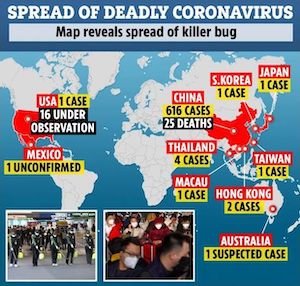 SPREAD OF DEADLY CORONAVIRUS
Map reveals spread of killer bug
USA 1 CASE
16 UNDER
OBSERVATION
MEXICO
1 UNCONFIRMED
CHINA
616 CASES
25 DEATHS
S.KOREA
1 CASE
JAPAN
1 CASE
THAILAND
4 CASES
TAIWAN
1 CASE
MACAU
1 CASE
HONG KONG
2 CASES
AUSTRALIA
1 SUSPECTED CASE